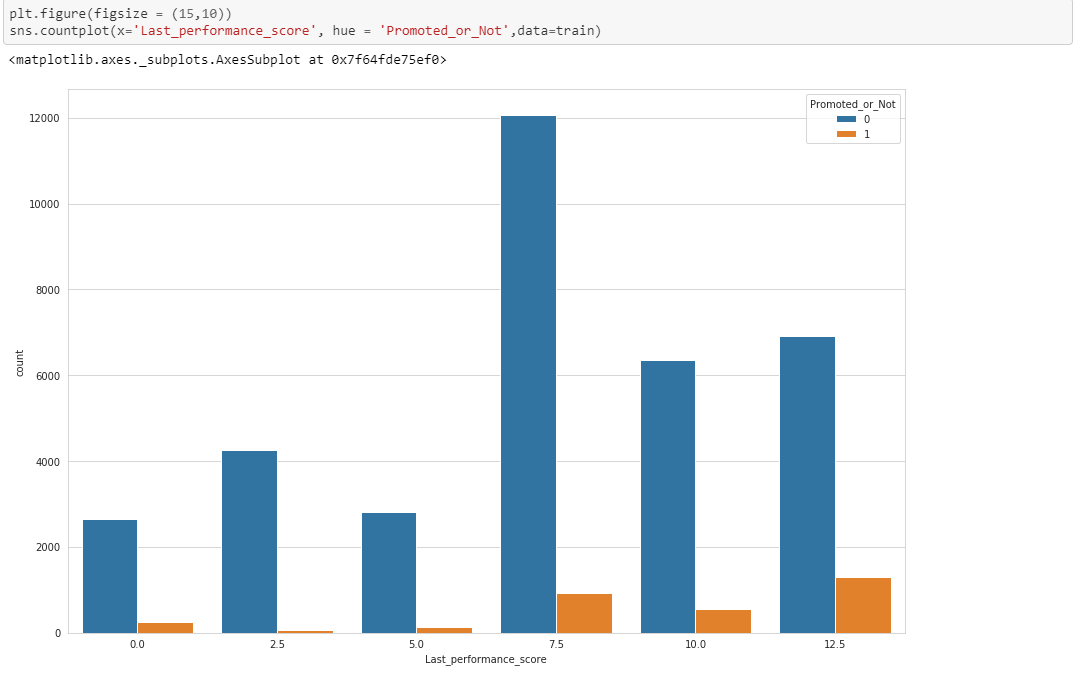 plt.figure(figsize = (15,10))
sns.countplot(x='Last_performance_score', hue = 'Promoted_or_Not',data=train)
<matplotlib.axes._subplots.AxesSubplot at 0x7f64fde75ef0>
Promoted_or_Not
0
1
12000
10000
8000
6000
4000
2000
0
count
0.0 2.5 5.0 7.5 10.0 12.5
Last_performance_score